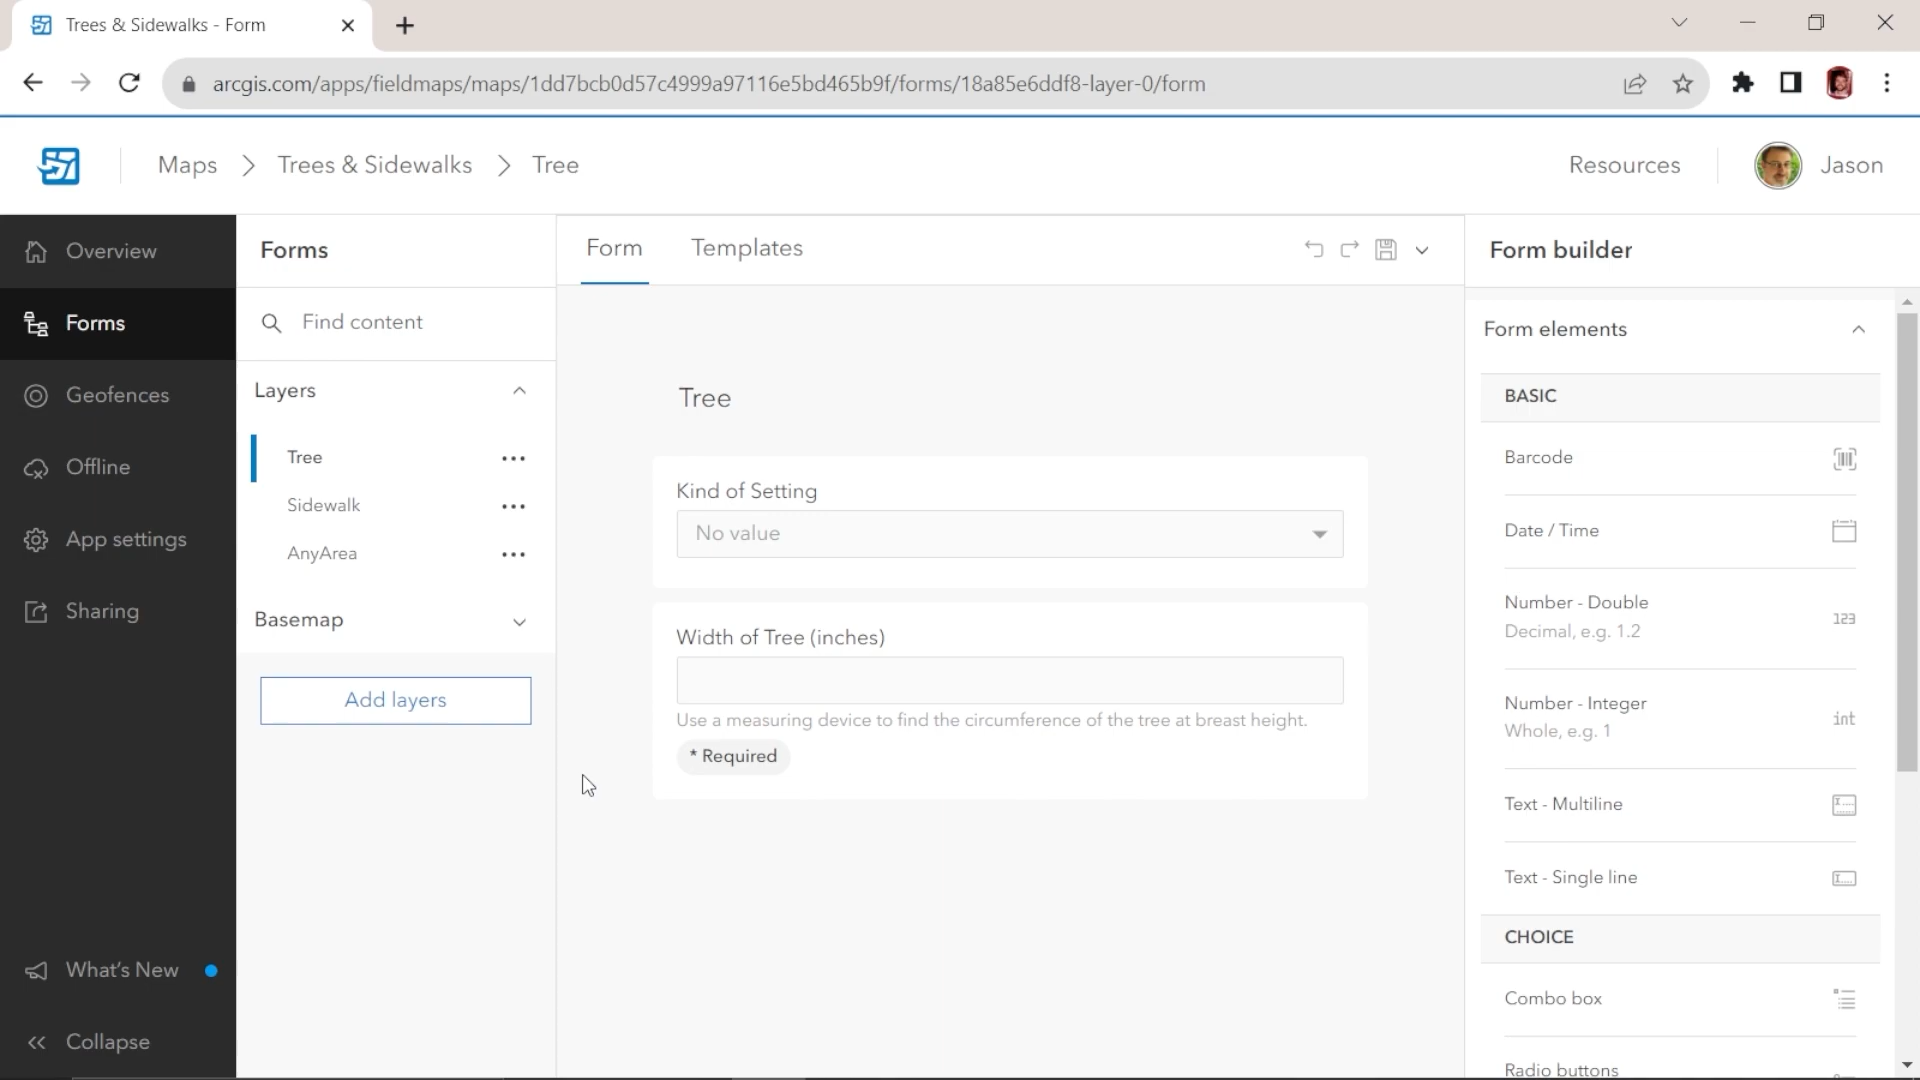 Trees & Sidewalks - Form
arcgis.com/apps/fieldmaps/maps/1dd7bcb0d57c4999a97116e5bd465b9f/forms/18a85e6ddf8-layer-0/form
Maps
Trees & Sidewalks
Tree
Resources
Jason
Overview
Forms
Geofences
Offline
App settings
Sharing
What's New
Collapse
Forms
Find content
Layers
Tree
Sidewalk
AnyArea
Basemap
Add layers
Form
Templates
Tree
Kind of Setting
No value
Width of Tree (inches)
Use a measuring device to find the circumference of the tree at breast height.
* Required
Form builder
Form elements
BASIC
Barcode
Date / Time
Number - Double
Decimal, e.g. 1.2
123
Number - Integer
Whole, e.g. 1
int
Text - Multiline
Text - Single line
CHOICE
Combo box
Radio buttons